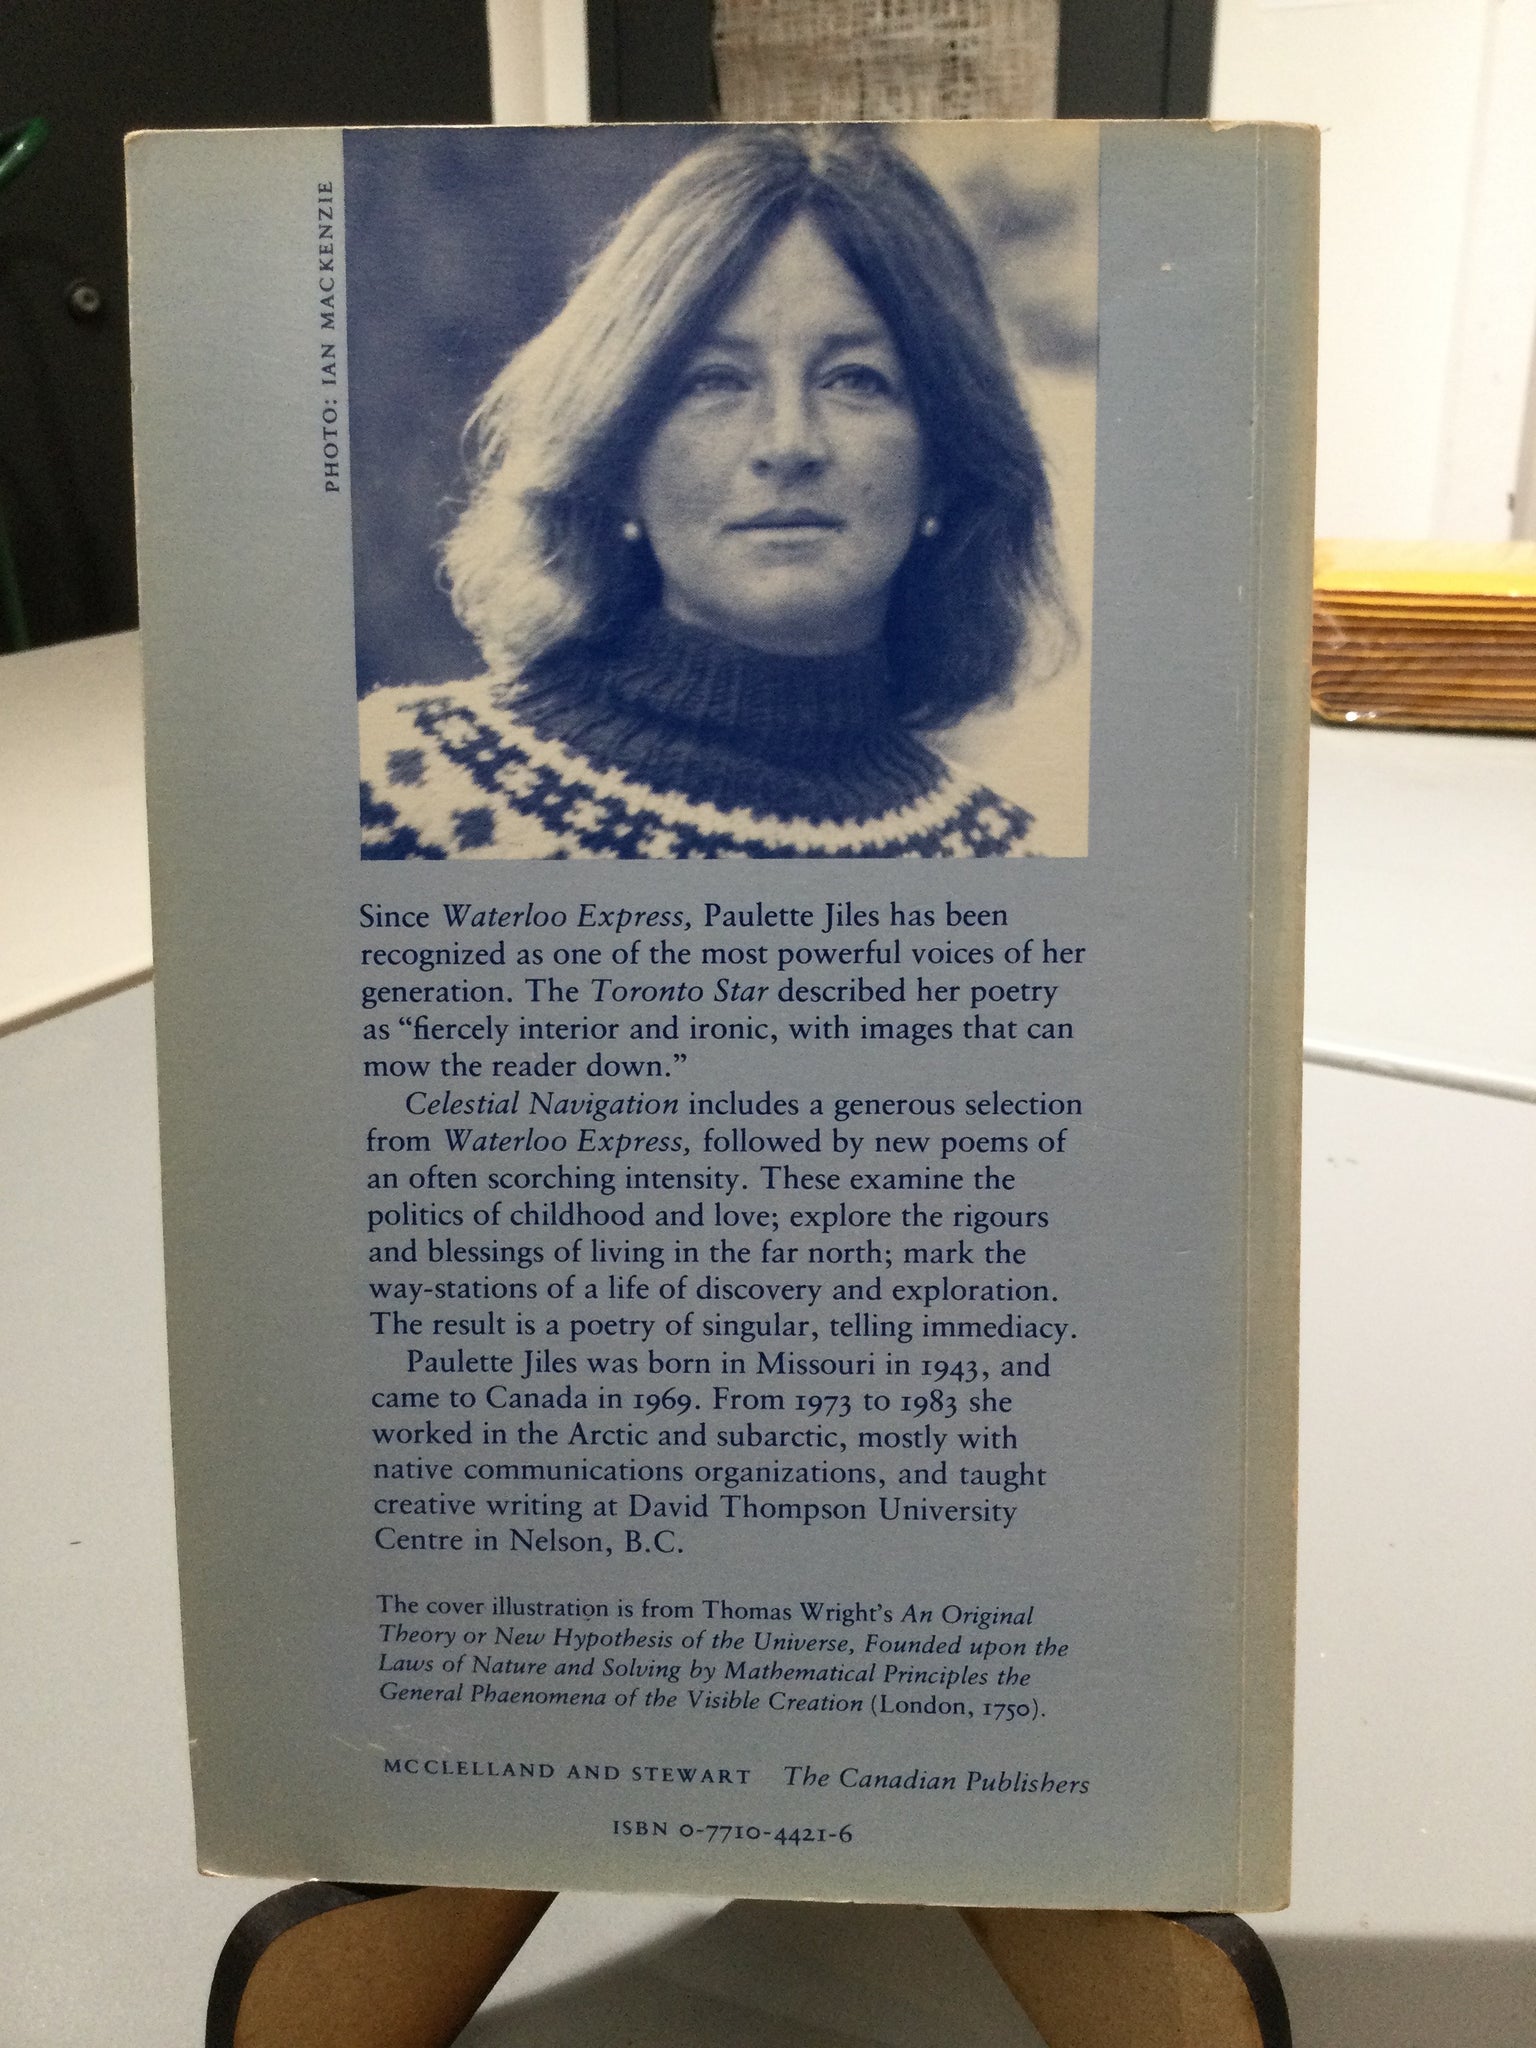 PHOTO: IAN MACKENZIE
Since Waterloo Express, Paulette Jiles has been
recognized as one of the most powerful voices of her
generation. The Toronto Star described her poetry
as “fiercely interior and ironic, with images that can
mow the reader down.”
Celestial Navigation includes a generous selection
from Waterloo Express, followed by new poems of
an often scorching intensity. These examine the
politics of childhood and love; explore the rigours
and blessings of living in the far north; mark the
way-stations of a life of discovery and exploration.
The result is a poetry of singular, telling immediacy.
Paulette Jiles was born in Missouri in 1943, and
came to Canada in 1969. From 1973 to 1983 she
worked in the Arctic and subarctic, mostly with
native communications organizations, and taught
creative writing at David Thompson University
Centre in Nelson, B.C.
The cover illustration is from Thomas Wright’s An Original
Theory or New Hypothesis of the Universe, Founded upon the
Laws of Nature and Solving by Mathematical Principles the
General Phaenomena of the Visible Creation (London, 1750).
MCCLELLAND AND STEWART The Canadian Publishers
ISBN 0-7710-4421-6